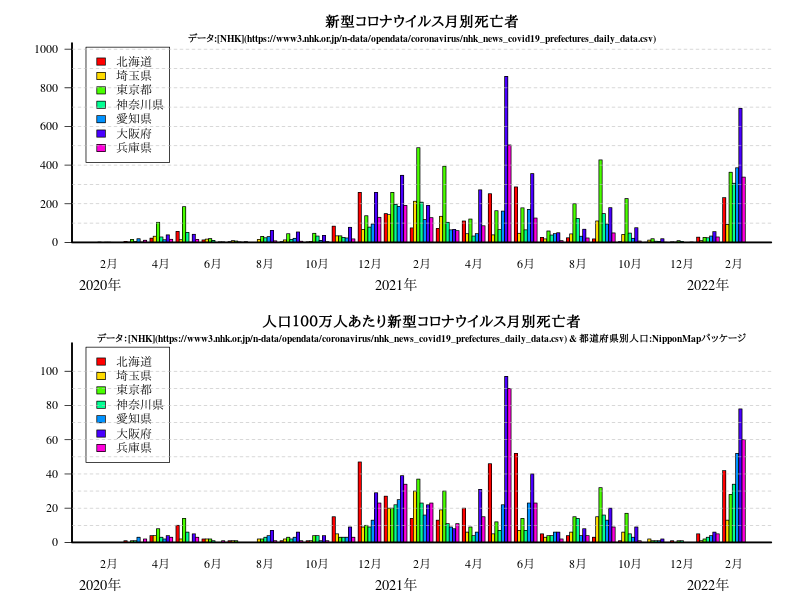 新型コロナウイルス月別死亡者
データ:[NHK](https://www3.nhk.or.jp/n-data/opendata/coronavirus/nhk_news_covid19_prefectures_daily_data.csv)
1000
800
600
400
200
0
北海道
埼玉県
東京都
神奈川県
愛知県
大阪府
兵庫県
2月 4月 6月 8月 10月 12月 2月 4月 6月 8月 10月 12月 2月
2020年 2021年 2022年
人口100万人あたり新型コロナウイルス月別死亡者
データ:[NHK](https://www3.nhk.or.jp/n-data/opendata/coronavirus/nhk_news_covid19_prefectures_daily_data.csv) & 都道府県別人口:NipponMapパッケージ
100
80
60
40
20
0
北海道
埼玉県
東京都
神奈川県
愛知県
大阪府
兵庫県
2月 4月 6月 8月 10月 12月 2月 4月 6月 8月 10月 12月 2月
2020年 2021年 2022年